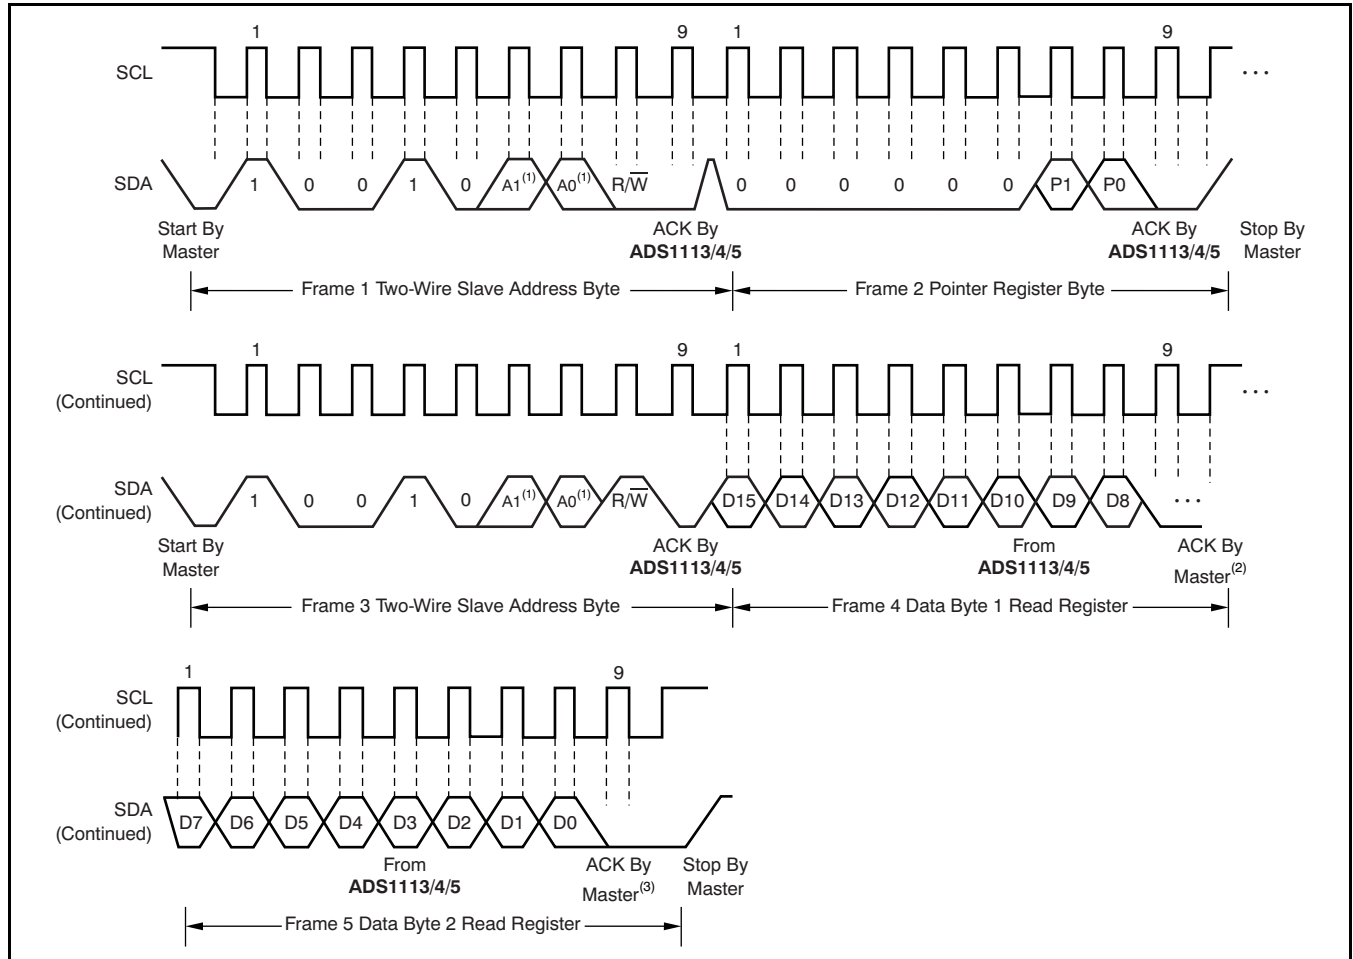 1 9 1 9
SCL
...
SDA
1 0 0 1 0 A1(1) A0(1) R/W 0 0 0 0 0 0 P1 P0
Start By
Master
ACK By
ADS1113/4/5
ACK By
ADS1113/4/5
Stop By
Master
Frame 1 Two-Wire Slave Address Byte
Frame 2 Pointer Register Byte
1 9 1 9
SCL
(Continued)
...
SDA
(Continued)
1 0 0 1 0 A1(1) A0(1) R/W D15 D14 D13 D12 D11 D10 D9 D8 ...
Start By
Master
ACK By
ADS1113/4/5
From
ADS1113/4/5
ACK By
Master(2)
Frame 3 Two-Wire Slave Address Byte
Frame 4 Data Byte 1 Read Register
1 9
SCL
(Continued)
SDA
(Continued)
D7 D6 D5 D4 D3 D2 D1 D0
From
ADS1113/4/5
ACK By
Master(3)
Stop By
Master
Frame 5 Data Byte 2 Read Register